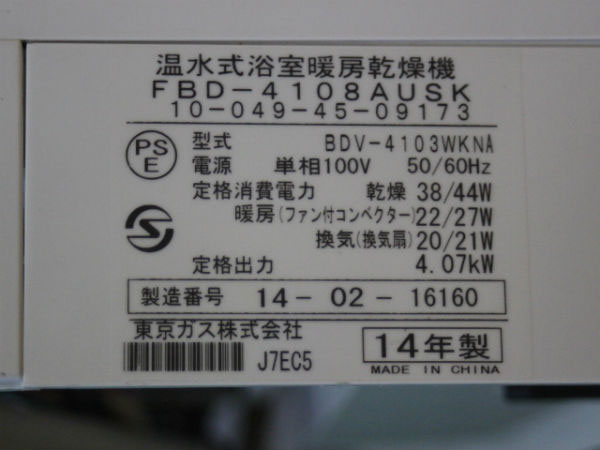 温水式浴室暖房乾燥機
FBD-4108AUSK
10-049-45-09173
PS
E
型式 BDV-4103WKNA
電源 単相100V 50/60Hz
定格消費電力 乾燥 38/44W
暖房(ファン付コンベクター) 22/27W
換気(換気扇) 20/21W
定格出力 4.07kW
製造番号 14-02-16160
東京ガス株式会社
J7EC5
14年製
MADE IN CHINA